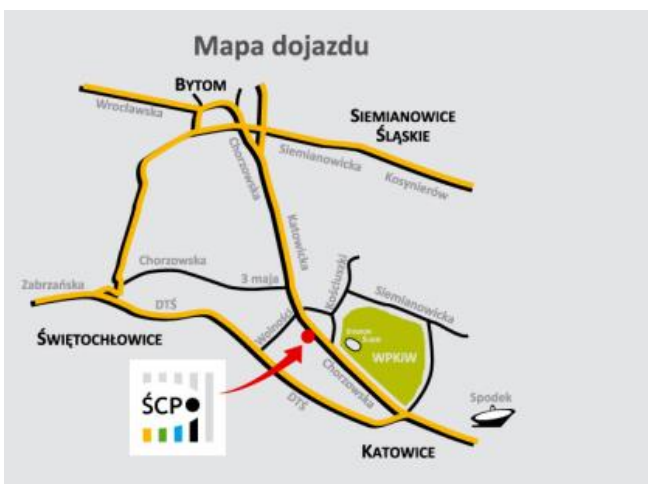 Mapa dojazdu
BYTOM
Wrocławska
SIEMIANOWICE
ŚLĄSKIE
Chorzowska
Siemianowicka
Kosynierów
Katowicka
Chorzowska
3 maja
Kościuszki
Zabrzańska
DTŚ
Siemianowicka
Wolności
ŚWIĘTOCHŁOWICE
WPKiW
Chorzowska
ŚCP
DTŚ
Spodek
KATOWICE